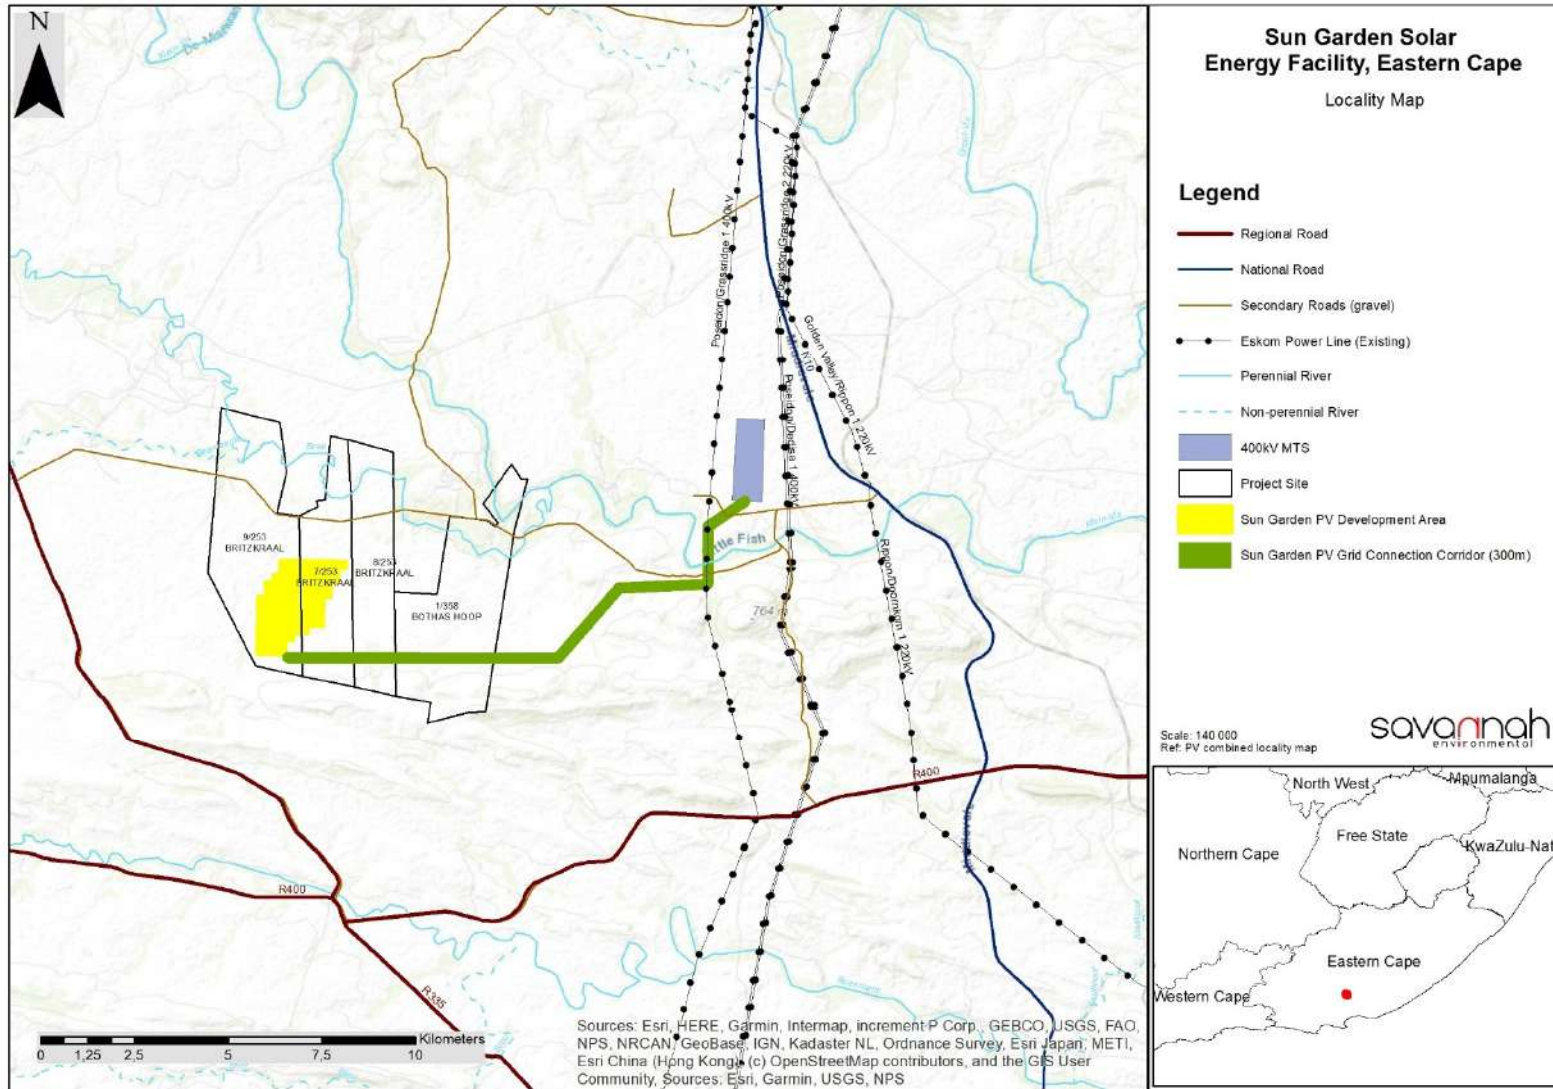 N
Sun Garden Solar
Energy Facility, Eastern Cape
Locality Map
Legend
Regional Road
National Road
Secondary Roads (gravel)
Eskom Power Line (Existing)
Perennial River
Non-perennial River
400kV MTS
Project Site
Sun Garden PV Development Area
Sun Garden PV Grid Connection Corridor (300m)
Scale: 140 000
Ref: PV combined locality map
savannah
environmental
North West
Mpumalanga
Free State
Northern Cape
KwaZulu-Nat
Eastern Cape
Western Cape
Poseidon/Grassridge 1 400kV
Golden Valley/Rippon 1 220kV
N10
Poseidon/Dedisa 1 400kV
Rippon/Doornkom 1 220kV
ttle Fish
764 m
9/253
BRITZKRAAL
7/253
BRITZKRAAL
8/253
BRITZKRAAL
1/358
BOTHAS HOOP
R400
R400
R335
Kilometers
0 1,25 2,5 5 7,5 10
Sources: Esri, HERE, Garmin, Intermap, increment P Corp., GEBCO, USGS, FAO,
NPS, NRCAN, GeoBase, IGN, Kadaster NL, Ordnance Survey, Esri Japan, METI,
Esri China (Hong Kong), (c) OpenStreetMap contributors, and the GIS User
Community, Sources: Esri, Garmin, USGS, NPS